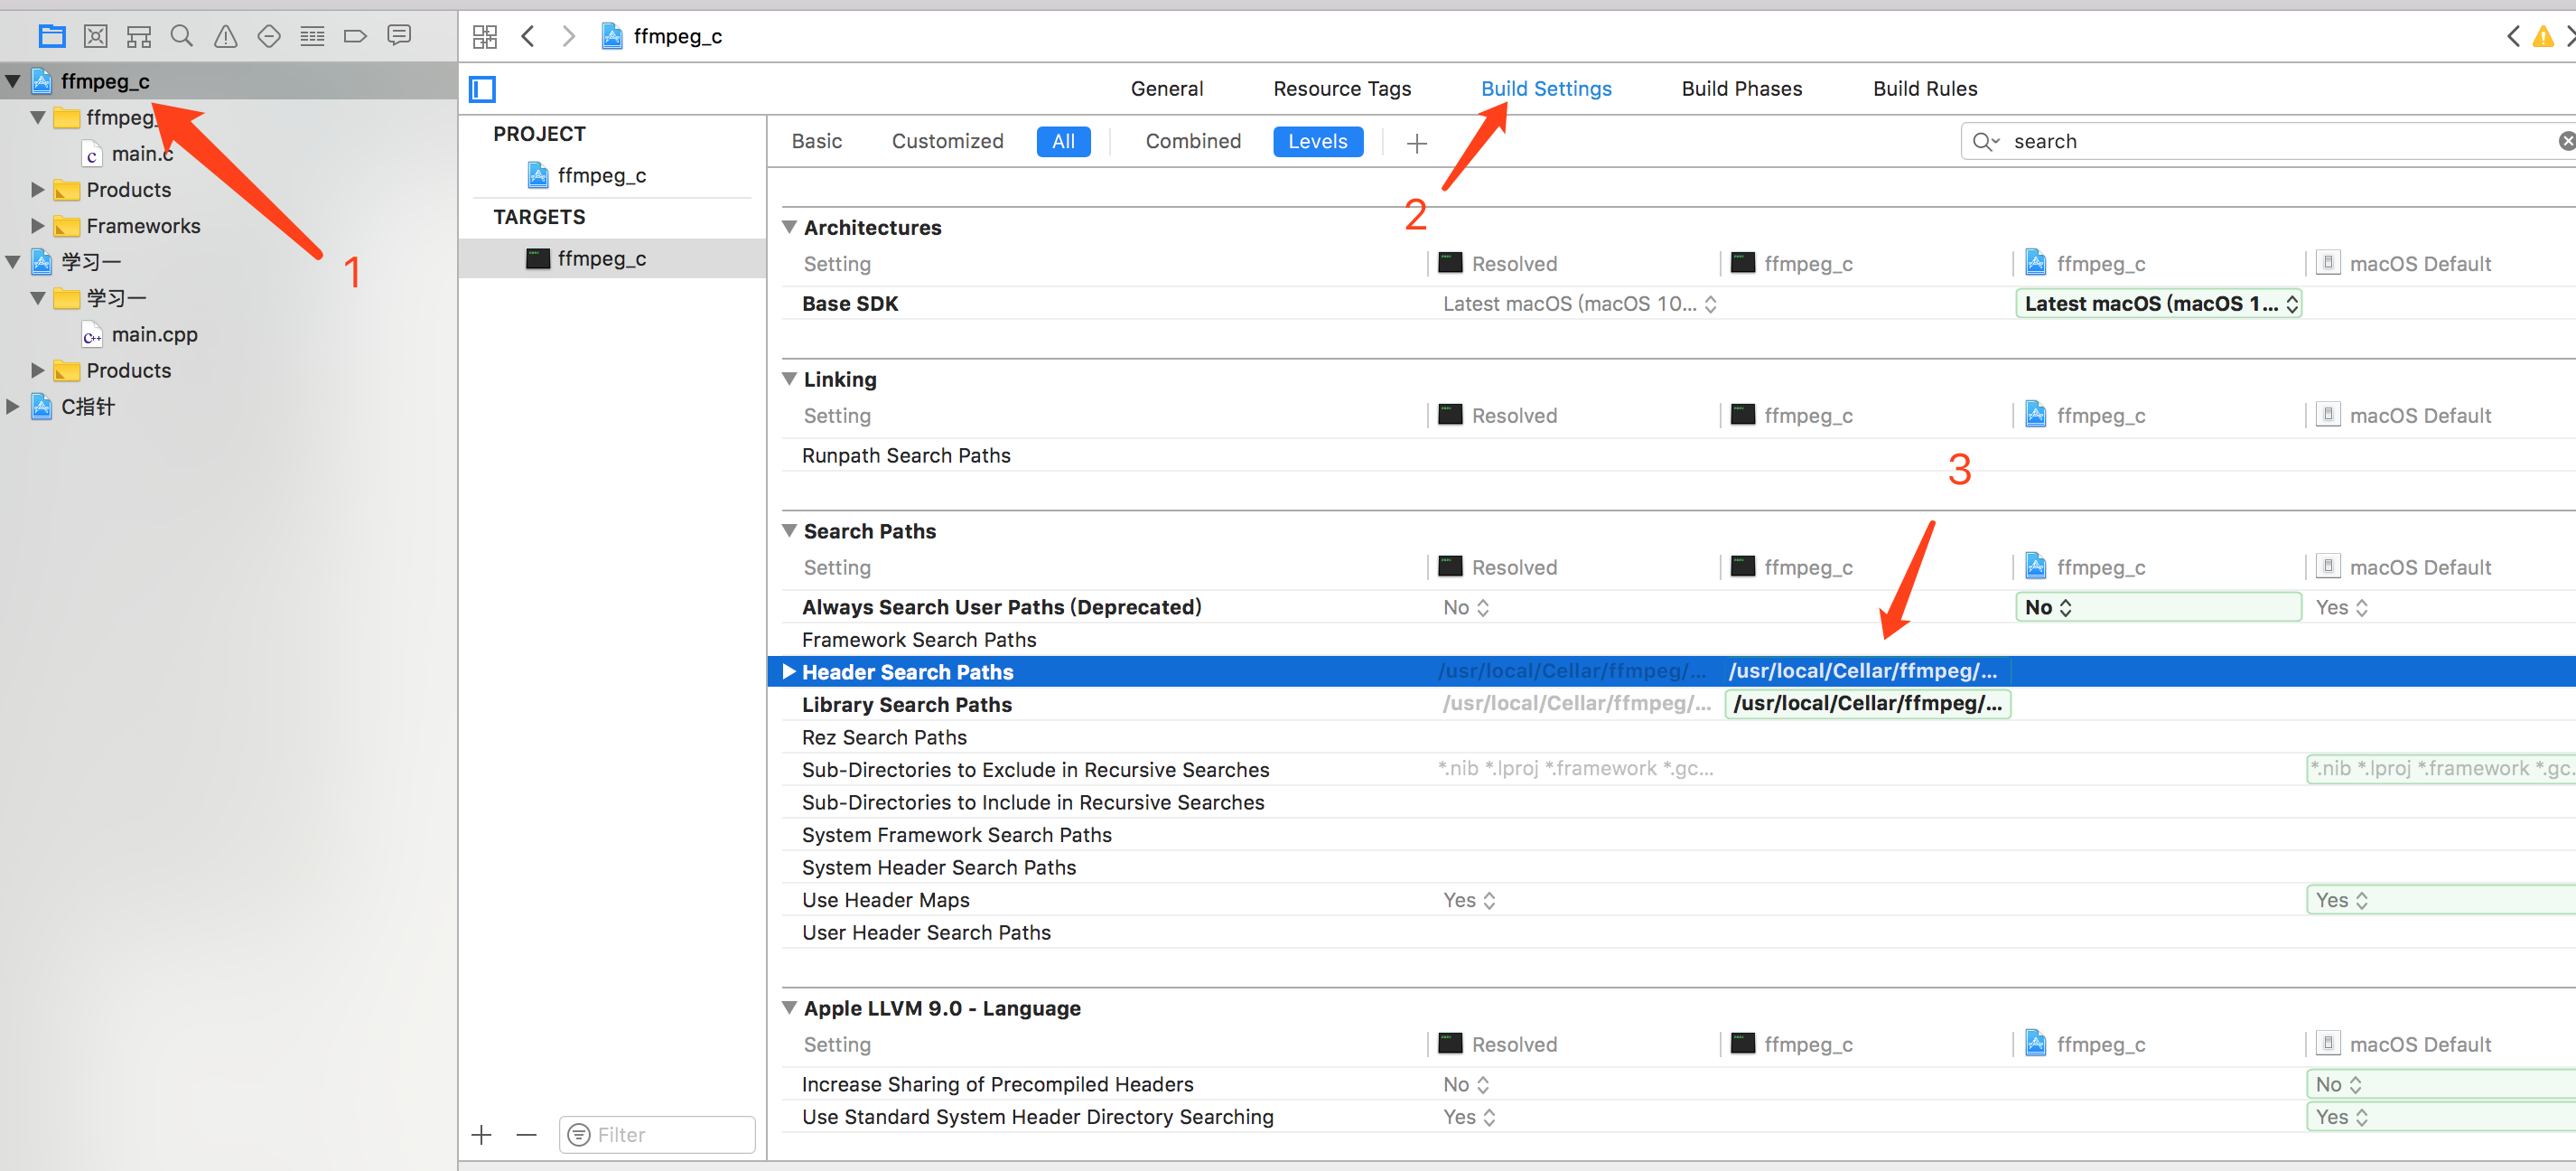 ffmpeg_c
ffmpeg_c
ffmpeg_
main.c
Products
Frameworks
学习一
学习一
main.cpp
Products
C指针
1
General
Resource Tags
Build Settings
Build Phases
Build Rules
PROJECT
ffmpeg_c
TARGETS
ffmpeg_c
Basic
Customized
All
Combined
Levels
search
2
Architectures
Setting Resolved ffmpeg_c ffmpeg_c macOS Default
Base SDK Latest macOS (macOS 10... Latest macOS (macOS 1...
Linking
Setting Resolved ffmpeg_c ffmpeg_c macOS Default
Runpath Search Paths
3
Search Paths
Setting Resolved ffmpeg_c ffmpeg_c macOS Default
Always Search User Paths (Deprecated) No No Yes
Framework Search Paths
Header Search Paths /usr/local/Cellar/ffmpeg/... /usr/local/Cellar/ffmpeg/...
Library Search Paths /usr/local/Cellar/ffmpeg/... /usr/local/Cellar/ffmpeg/...
Rez Search Paths
Sub-Directories to Exclude in Recursive Searches *.nib *.lproj *.framework *.gc... *.nib *.lproj *.framework *.gc.
Sub-Directories to Include in Recursive Searches
System Framework Search Paths
System Header Search Paths
Use Header Maps Yes Yes
User Header Search Paths
Apple LLVM 9.0 - Language
Setting Resolved ffmpeg_c ffmpeg_c macOS Default
Increase Sharing of Precompiled Headers No No
Use Standard System Header Directory Searching Yes Yes
Filter